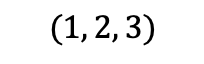 (1, 2, 3)